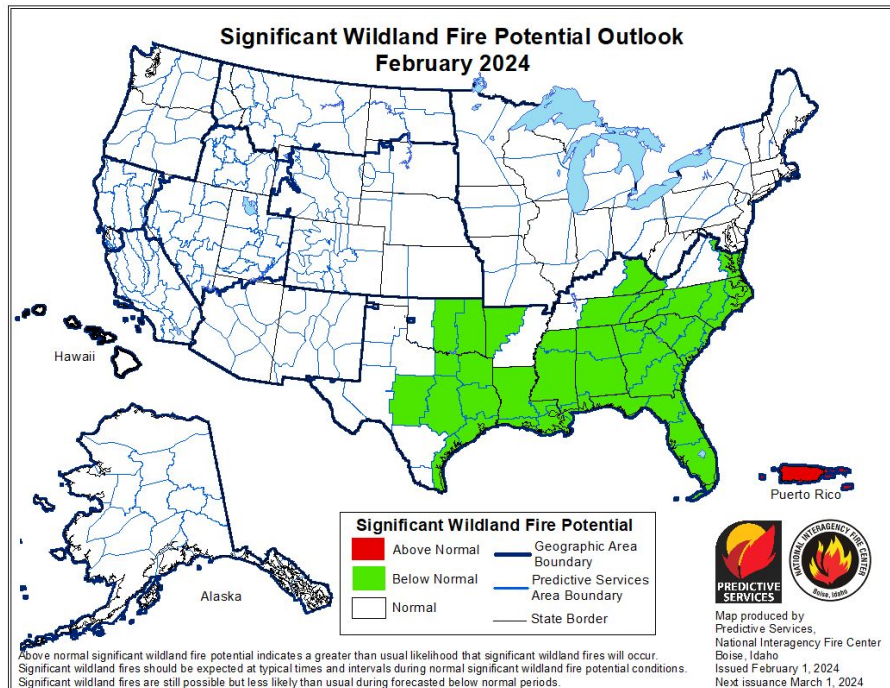 Significant Wildland Fire Potential Outlook
February 2024
Hawaii
Alaska
Puerto Rico
Significant Wildland Fire Potential
Above Normal
Below Normal
Normal
Geographic Area
Boundary
Predictive Services
Area Boundary
State Border
PREDICTIVE
SERVICES
NATIONAL INTERAGENCY FIRE CENTER
Boise, Idaho
Map produced by
Predictive Services,
National Interagency Fire Center
Boise, Idaho
Issued February 1, 2024
Next issuance March 1, 2024
Above normal significant wildland fire potential indicates a greater than usual likelihood that significant wildland fires will occur.
Significant wildland fires should be expected at typical times and intervals during normal significant wildland fire potential conditions.
Significant wildland fires are still possible but less likely than usual during forecasted below normal periods.